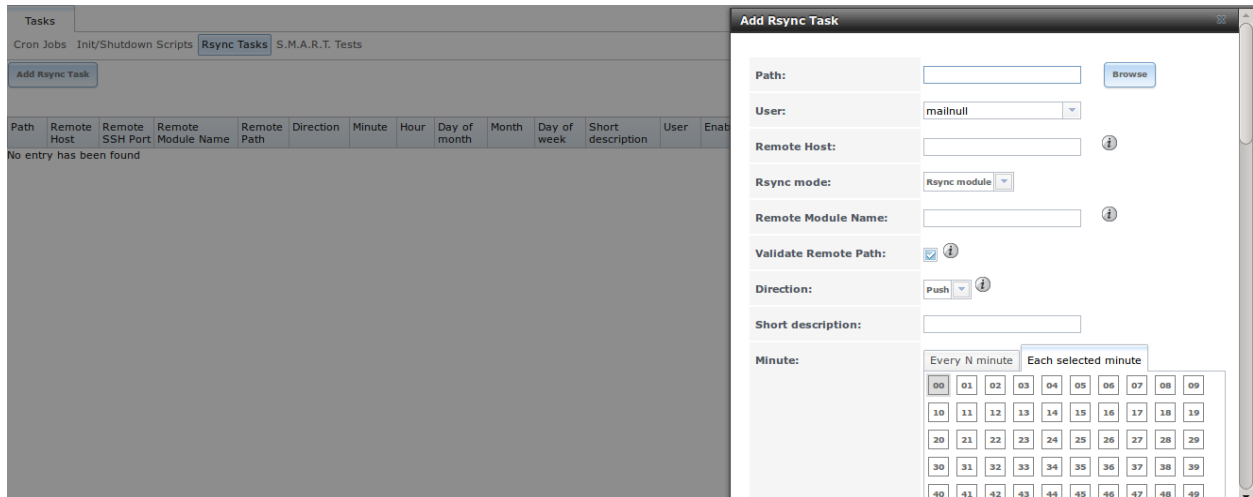 Tasks
Cron Jobs Init/Shutdown Scripts Rsync Tasks S.M.A.R.T. Tests
Add Rsync Task
Path Remote Host Remote SSH Port Remote Module Name Remote Path Direction Minute Hour Day of month Month Day of week Short description User Enab
No entry has been found
Add Rsync Task
Path: Browse
User: mailnull
Remote Host:
Rsync mode: Rsync module
Remote Module Name:
Validate Remote Path:
Direction: Push
Short description:
Minute: Every N minute Each selected minute
00 01 02 03 04 05 06 07 08 09
10 11 12 13 14 15 16 17 18 19
20 21 22 23 24 25 26 27 28 29
30 31 32 33 34 35 36 37 38 39
40 41 42 43 44 45 46 47 48 49